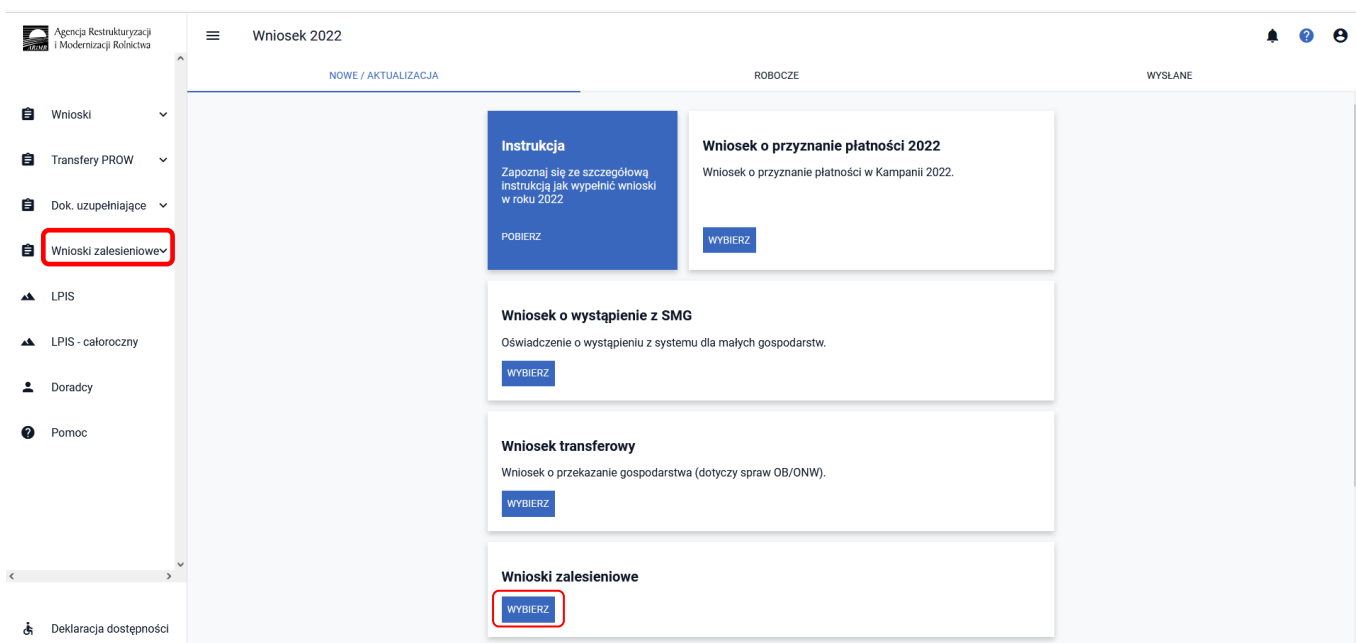 Agencja Restrukturyzacji
i Modernizacji Rolnictwa
ARiMR
Wniosek 2022
NOWE / AKTUALIZACJA
ROBOCZE
WYSŁANE
Wnioski
Transfery PROW
Dok. uzupełniające
Wnioski zalesieniowe
LPIS
LPIS - całoroczny
Doradcy
Pomoc
Deklaracja dostępności
Instrukcja
Zapoznaj się ze szczegółową
instrukcją jak wypełnić wnioski
w roku 2022
POBIERZ
Wniosek o przyznanie płatności 2022
Wniosek o przyznanie płatności w Kampanii 2022.
WYBIERZ
Wniosek o wystąpienie z SMG
Oświadczenie o wystąpieniu z systemu dla małych gospodarstw.
WYBIERZ
Wniosek transferowy
Wniosek o przekazanie gospodarstwa (dotyczy spraw OB/ONW).
WYBIERZ
Wnioski zalesieniowe
WYBIERZ